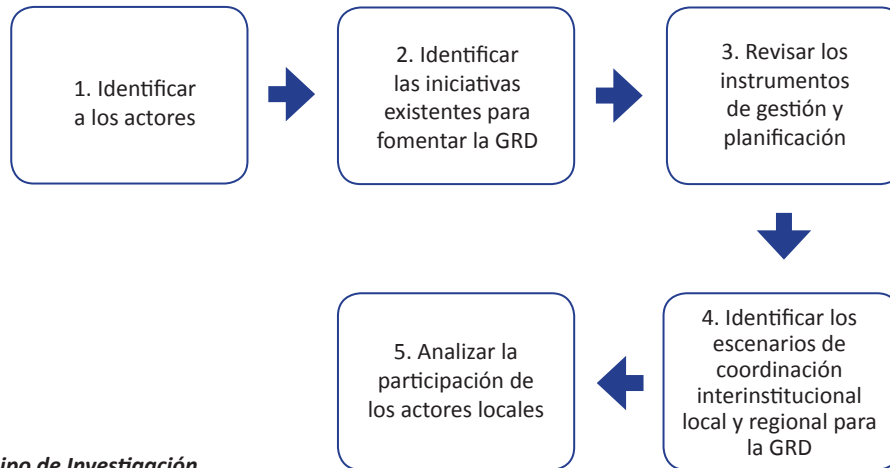 1. Identificar
a los actores
2. Identificar
las iniciativas
existentes para
fomentar la GRD
3. Revisar los
instrumentos
de gestión y
planificación
4. Identificar los
escenarios de
coordinación
interinstitucional
local y regional para
la GRD
5. Analizar la
participación de
los actores locales
de Investigación